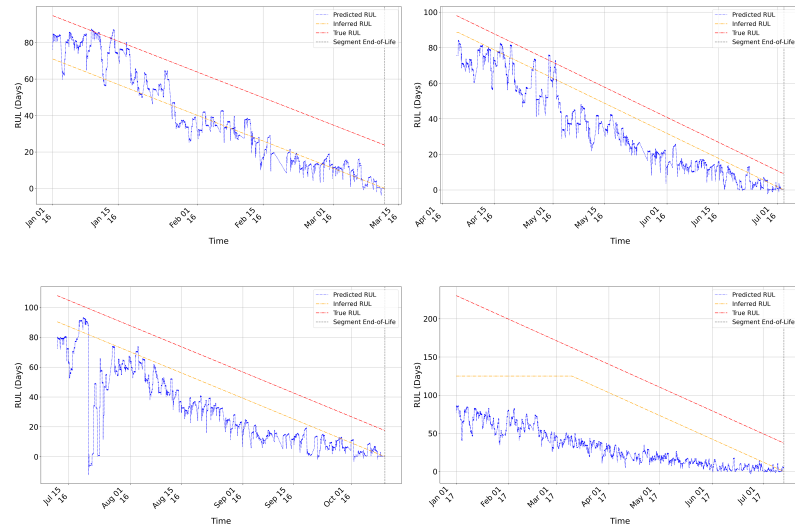 80
60
40
20
0
RUL (Days)
Jan 01 16
Jan 15 16
Feb 01 16
Feb 15 16
Mar 01 16
Mar 15 16
Time
Predicted RUL
Inferred RUL
True RUL
Segment End-of-Life
100
80
60
40
20
0
RUL (Days)
Apr 01 16
Apr 15 16
May 01 16
May 15 16
Jun 01 16
Jun 15 16
Jul 01 16
Time
Predicted RUL
Inferred RUL
True RUL
Segment End-of-Life
100
80
60
40
20
0
RUL (Days)
Jul 15 16
Aug 01 16
Aug 15 16
Sep 01 16
Sep 15 16
Oct 01 16
Time
Predicted RUL
Inferred RUL
True RUL
Segment End-of-Life
200
150
100
50
0
RUL (Days)
Jan 01 17
Feb 01 17
Mar 01 17
Apr 01 17
May 01 17
Jun 01 17
Jul 01 17
Time
Predicted RUL
Inferred RUL
True RUL
Segment End-of-Life